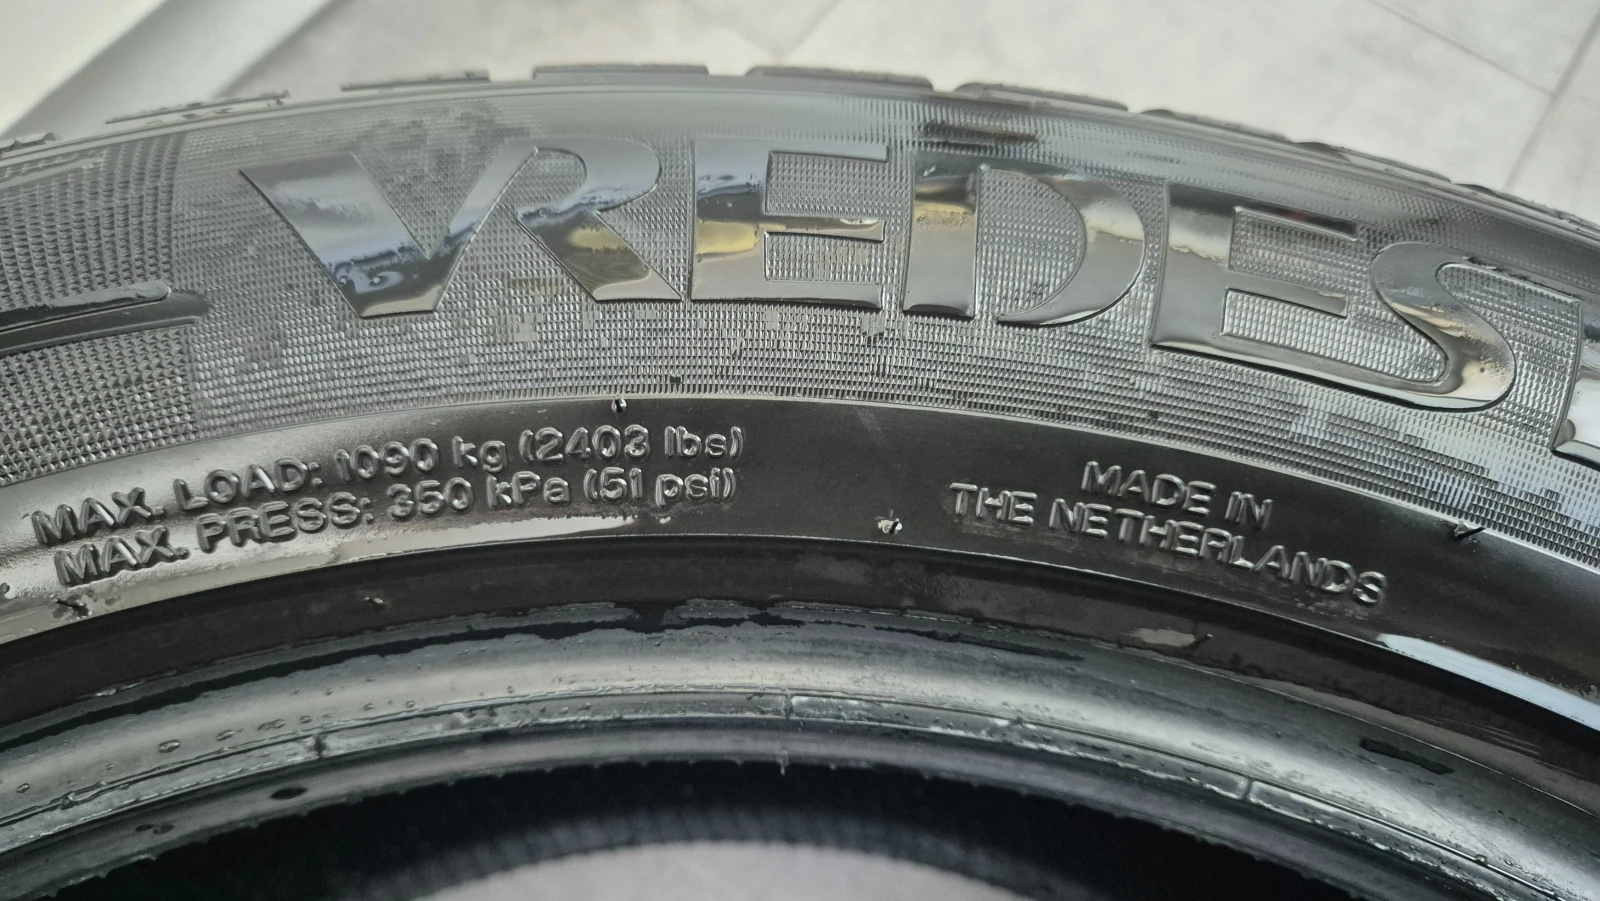 VREDES
MAX. LOAD: 1090 kg (2403 lbs)
MAX. PRESS: 350 kPa (51 psi)
MADE IN
THE NETHERLANDS